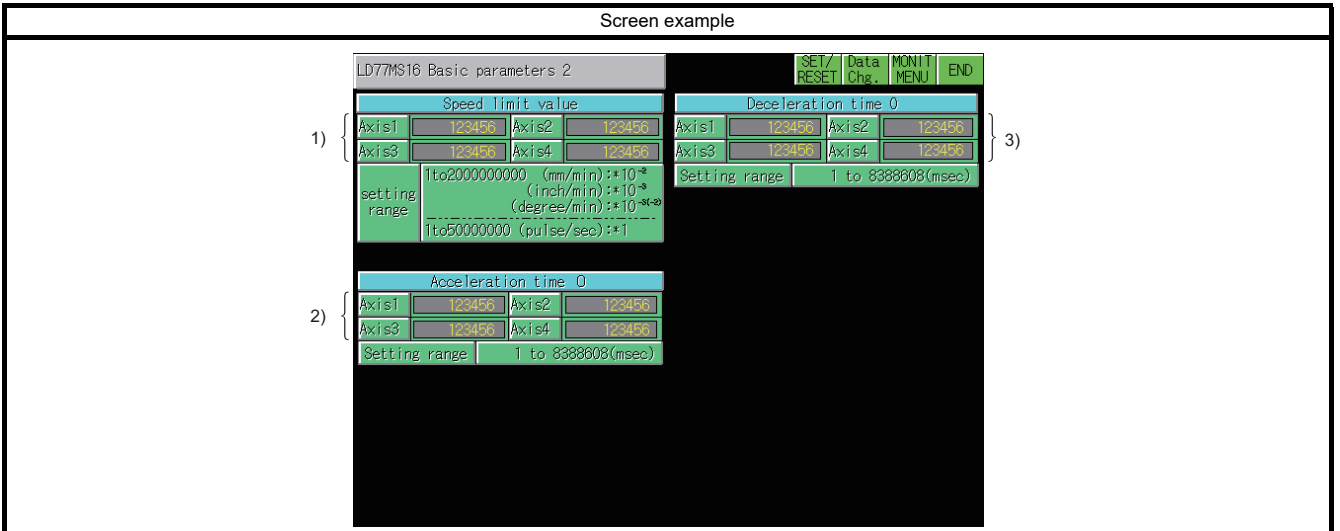 Screen example
LD77MS16 Basic parameters 2
SET/
RESET
Data
Chg.
MONIT
MENU
END
Speed limit value
1)
Axis1 123456 Axis2 123456
Axis3 123456 Axis4 123456
setting
range
1to2000000000 (mm/min):*10⁻²
(inch/min):*10⁻³
(degree/min):*10⁻³⁽⁻²⁾
1to50000000 (pulse/sec):*1
Deceleration time 0
Axis1 123456 Axis2 123456
Axis3 123456 Axis4 123456
3)
Setting range 1 to 8388608(msec)
Acceleration time 0
2)
Axis1 123456 Axis2 123456
Axis3 123456 Axis4 123456
Setting range 1 to 8388608(msec)